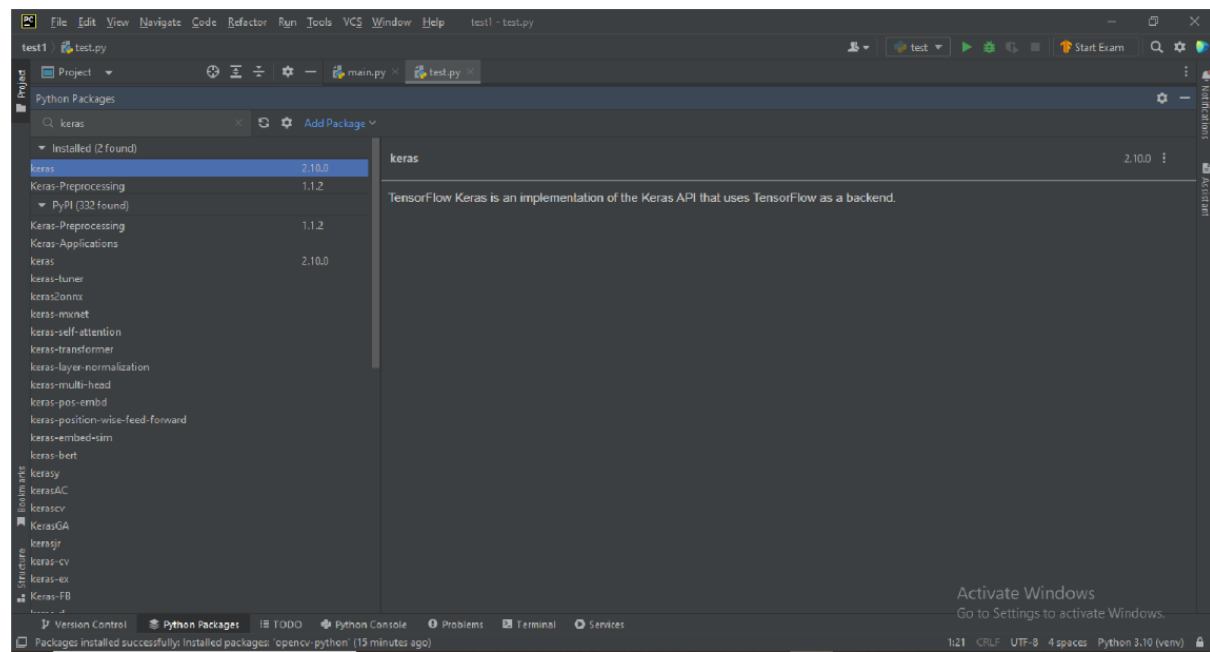 PC File Edit View Navigate Code Refactor Run Tools VCS Window Help test1 - test.py
test1 test.py test Start Exam
Project main.py test.py
Python Packages
keras Add Package
Installed (2 found)
keras 2.10.0
Keras-Preprocessing 1.1.2
PyPI (332 found)
Keras-Preprocessing 1.1.2
Keras-Applications
keras 2.10.0
keras-tuner
keras2onnx
keras-mxnet
keras-self-attention
keras-transformer
keras-layer-normalization
keras-multi-head
keras-pos-embd
keras-position-wise-feed-forward
keras-embed-sim
keras-bert
kerasy
kerasAC
kerascv
KerasGA
kerasjr
keras-cv
keras-ex
Keras-FB
keras 2.10.0
TensorFlow Keras is an implementation of the Keras API that uses TensorFlow as a backend.
Project
Bookmarks
Structure
Notifications
Assistant
Activate Windows
Go to Settings to activate Windows.
Version Control Python Packages TODO Python Console Problems Terminal Services
Packages installed successfully: Installed packages: 'opencv-python' (15 minutes ago) 1:21 CRLF UTF-8 4 spaces Python 3.10 (venv)